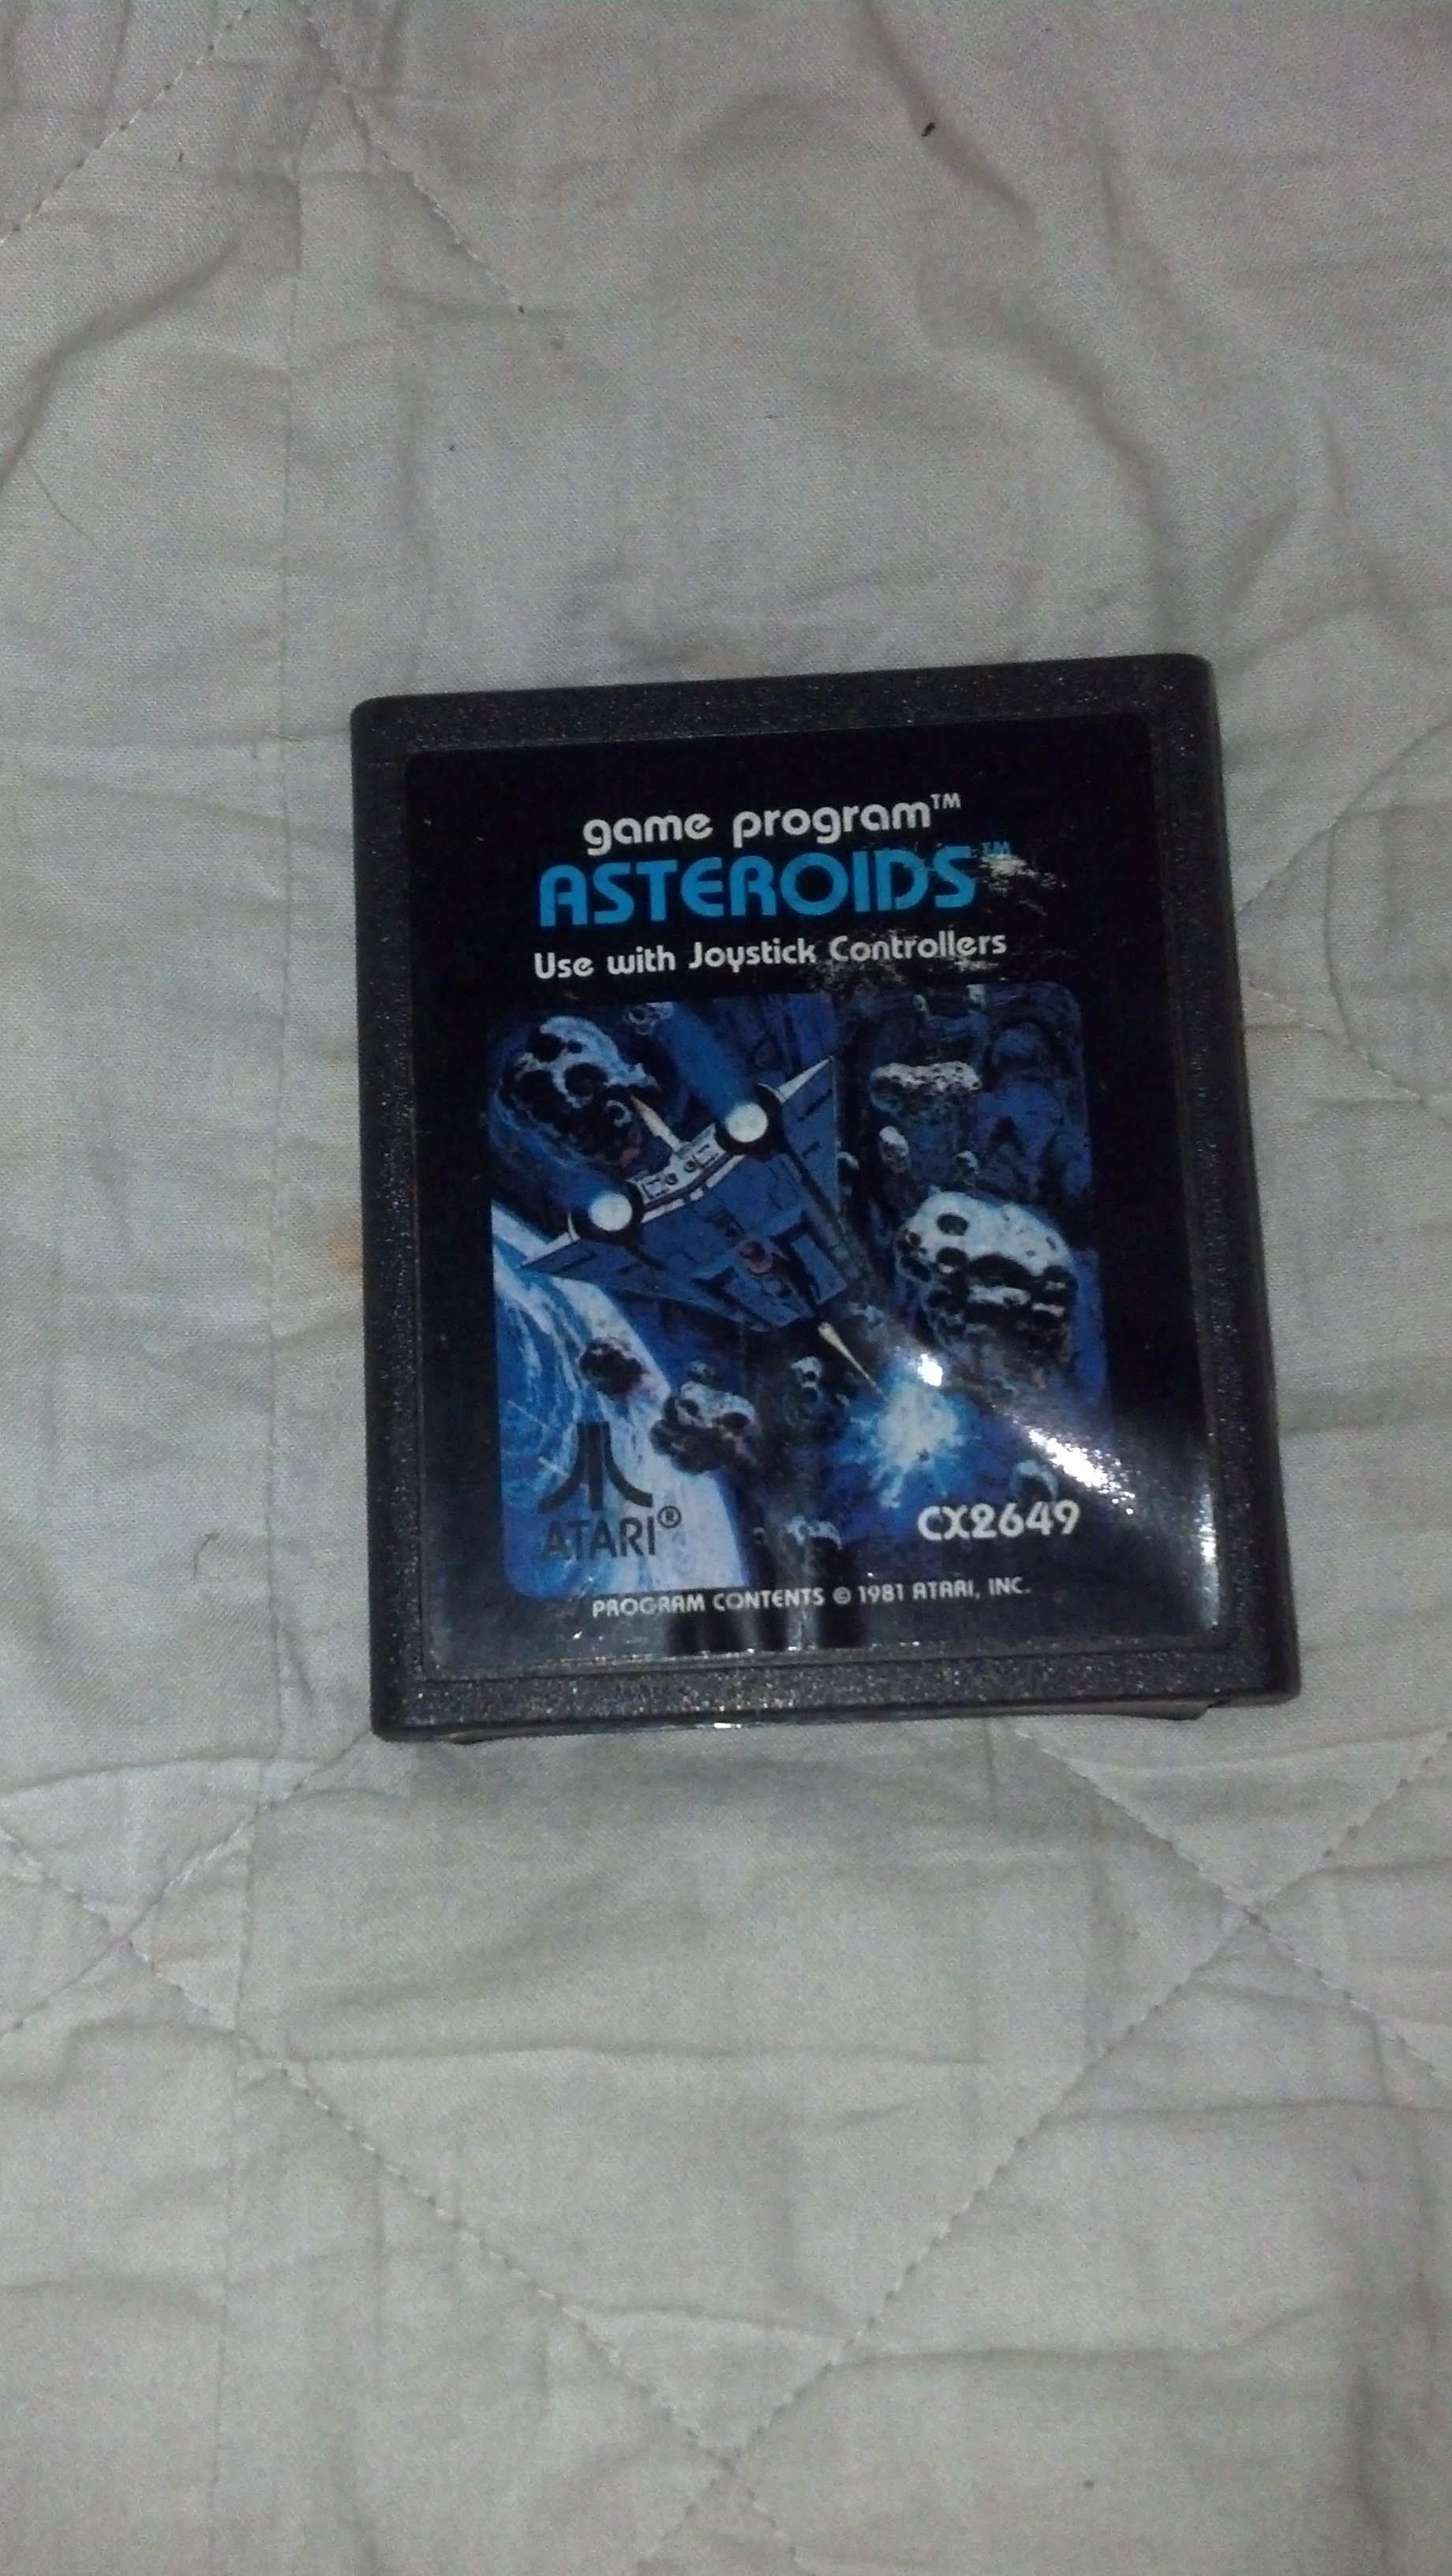 game program™
ASTEROIDS™
Use with Joystick Controllers
ATARI®
CX2649
PROGRAM CONTENTS © 1981 ATARI, INC.